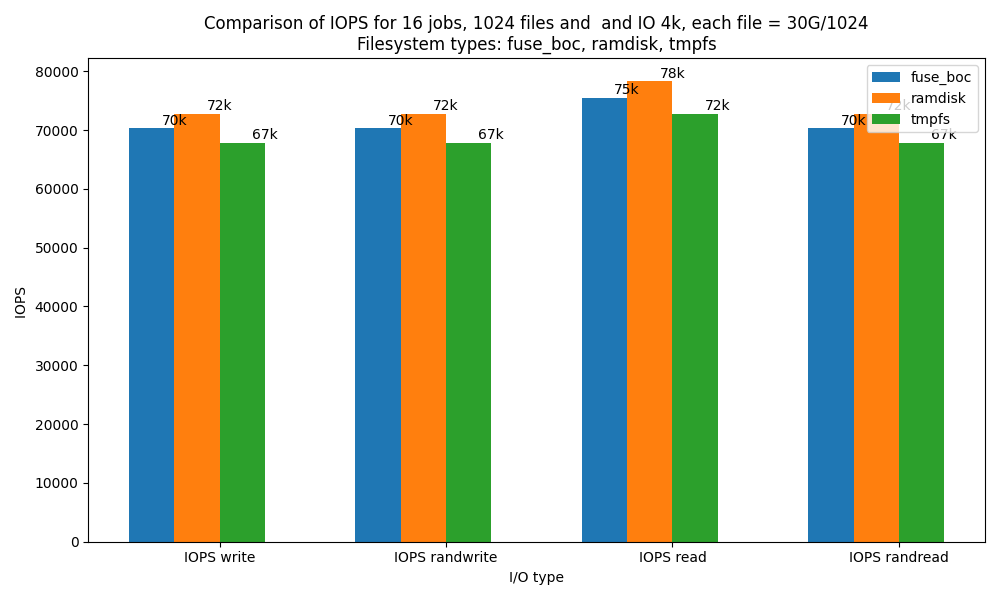 Comparison of IOPS for 16 jobs, 1024 files and  and IO 4k, each file = 30G/1024
Filesystem types: fuse_boc, ramdisk, tmpfs
80000
70000
60000
50000
40000
30000
20000
10000
0
IOPS
70k
72k
67k
70k
72k
67k
75k
78k
72k
70k
72k
67k
fuse_boc
ramdisk
tmpfs
IOPS write
IOPS randwrite
IOPS read
IOPS randread
I/O type